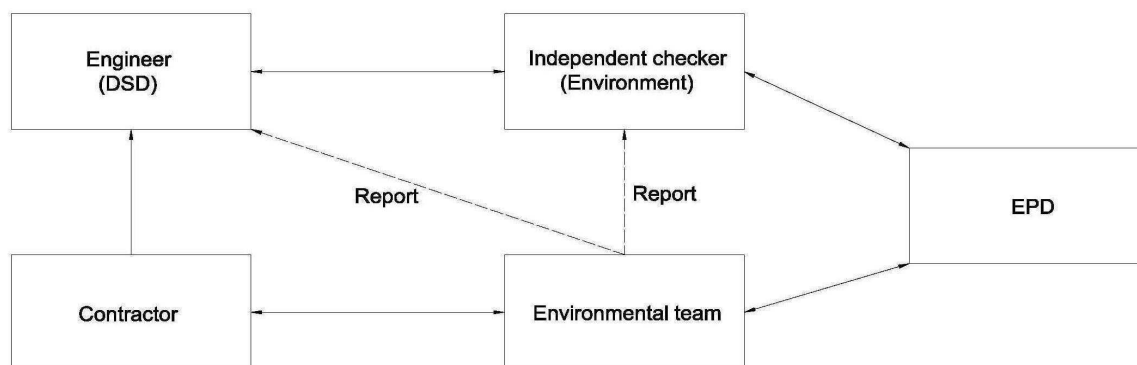 Engineer
(DSD)
Independent checker
(Environment)
Report
Report
EPD
Contractor
Environmental team